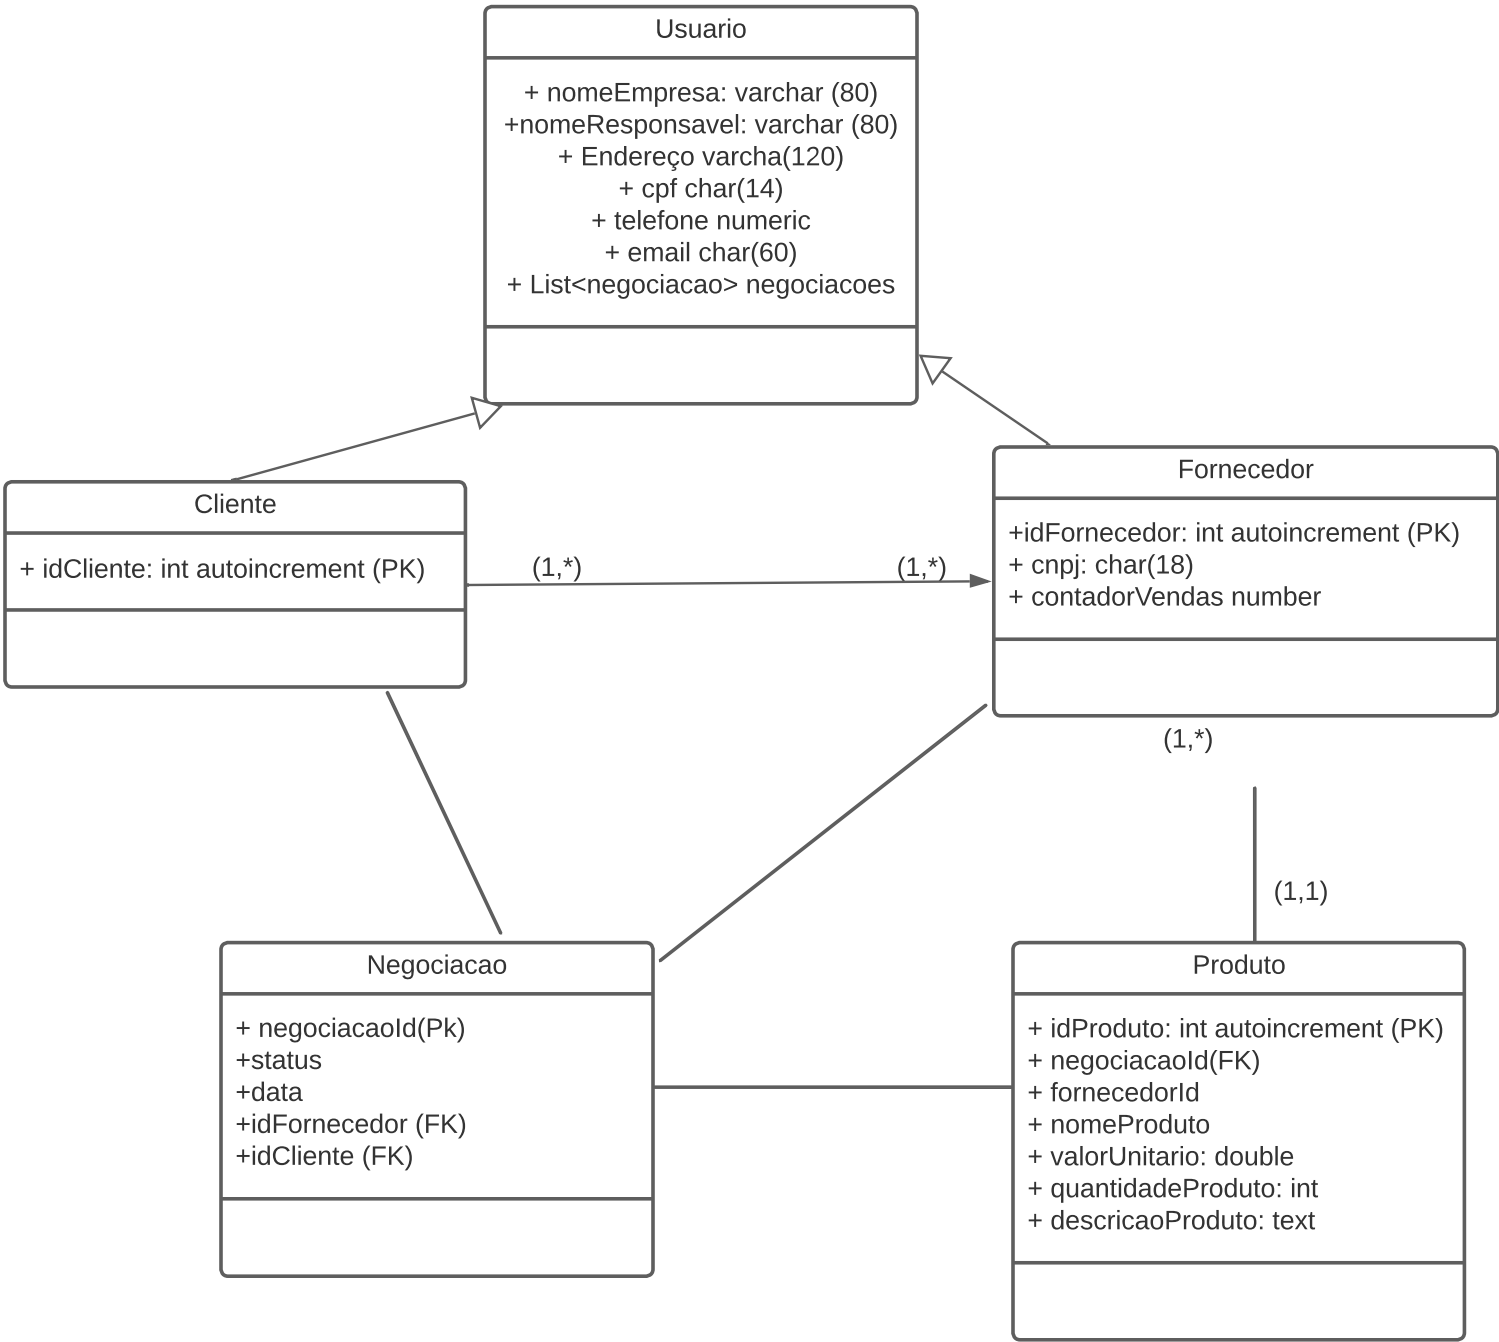 Usuario
+ nomeEmpresa: varchar (80)
+nomeResponsavel: varchar (80)
+ Endereço varcha(120)
+ cpf char(14)
+ telefone numeric
+ email char(60)
+ List<negociacao> negociacoes
Cliente
+ idCliente: int autoincrement (PK)
(1,*)
(1,*)
Fornecedor
+idFornecedor: int autoincrement (PK)
+ cnpj: char(18)
+ contadorVendas number
(1,*)
(1,1)
Negociacao
+ negociacaoId(Pk)
+status
+data
+idFornecedor (FK)
+idCliente (FK)
Produto
+ idProduto: int autoincrement (PK)
+ negociacaoId(FK)
+ fornecedorId
+ nomeProduto
+ valorUnitario: double
+ quantidadeProduto: int
+ descricaoProduto: text